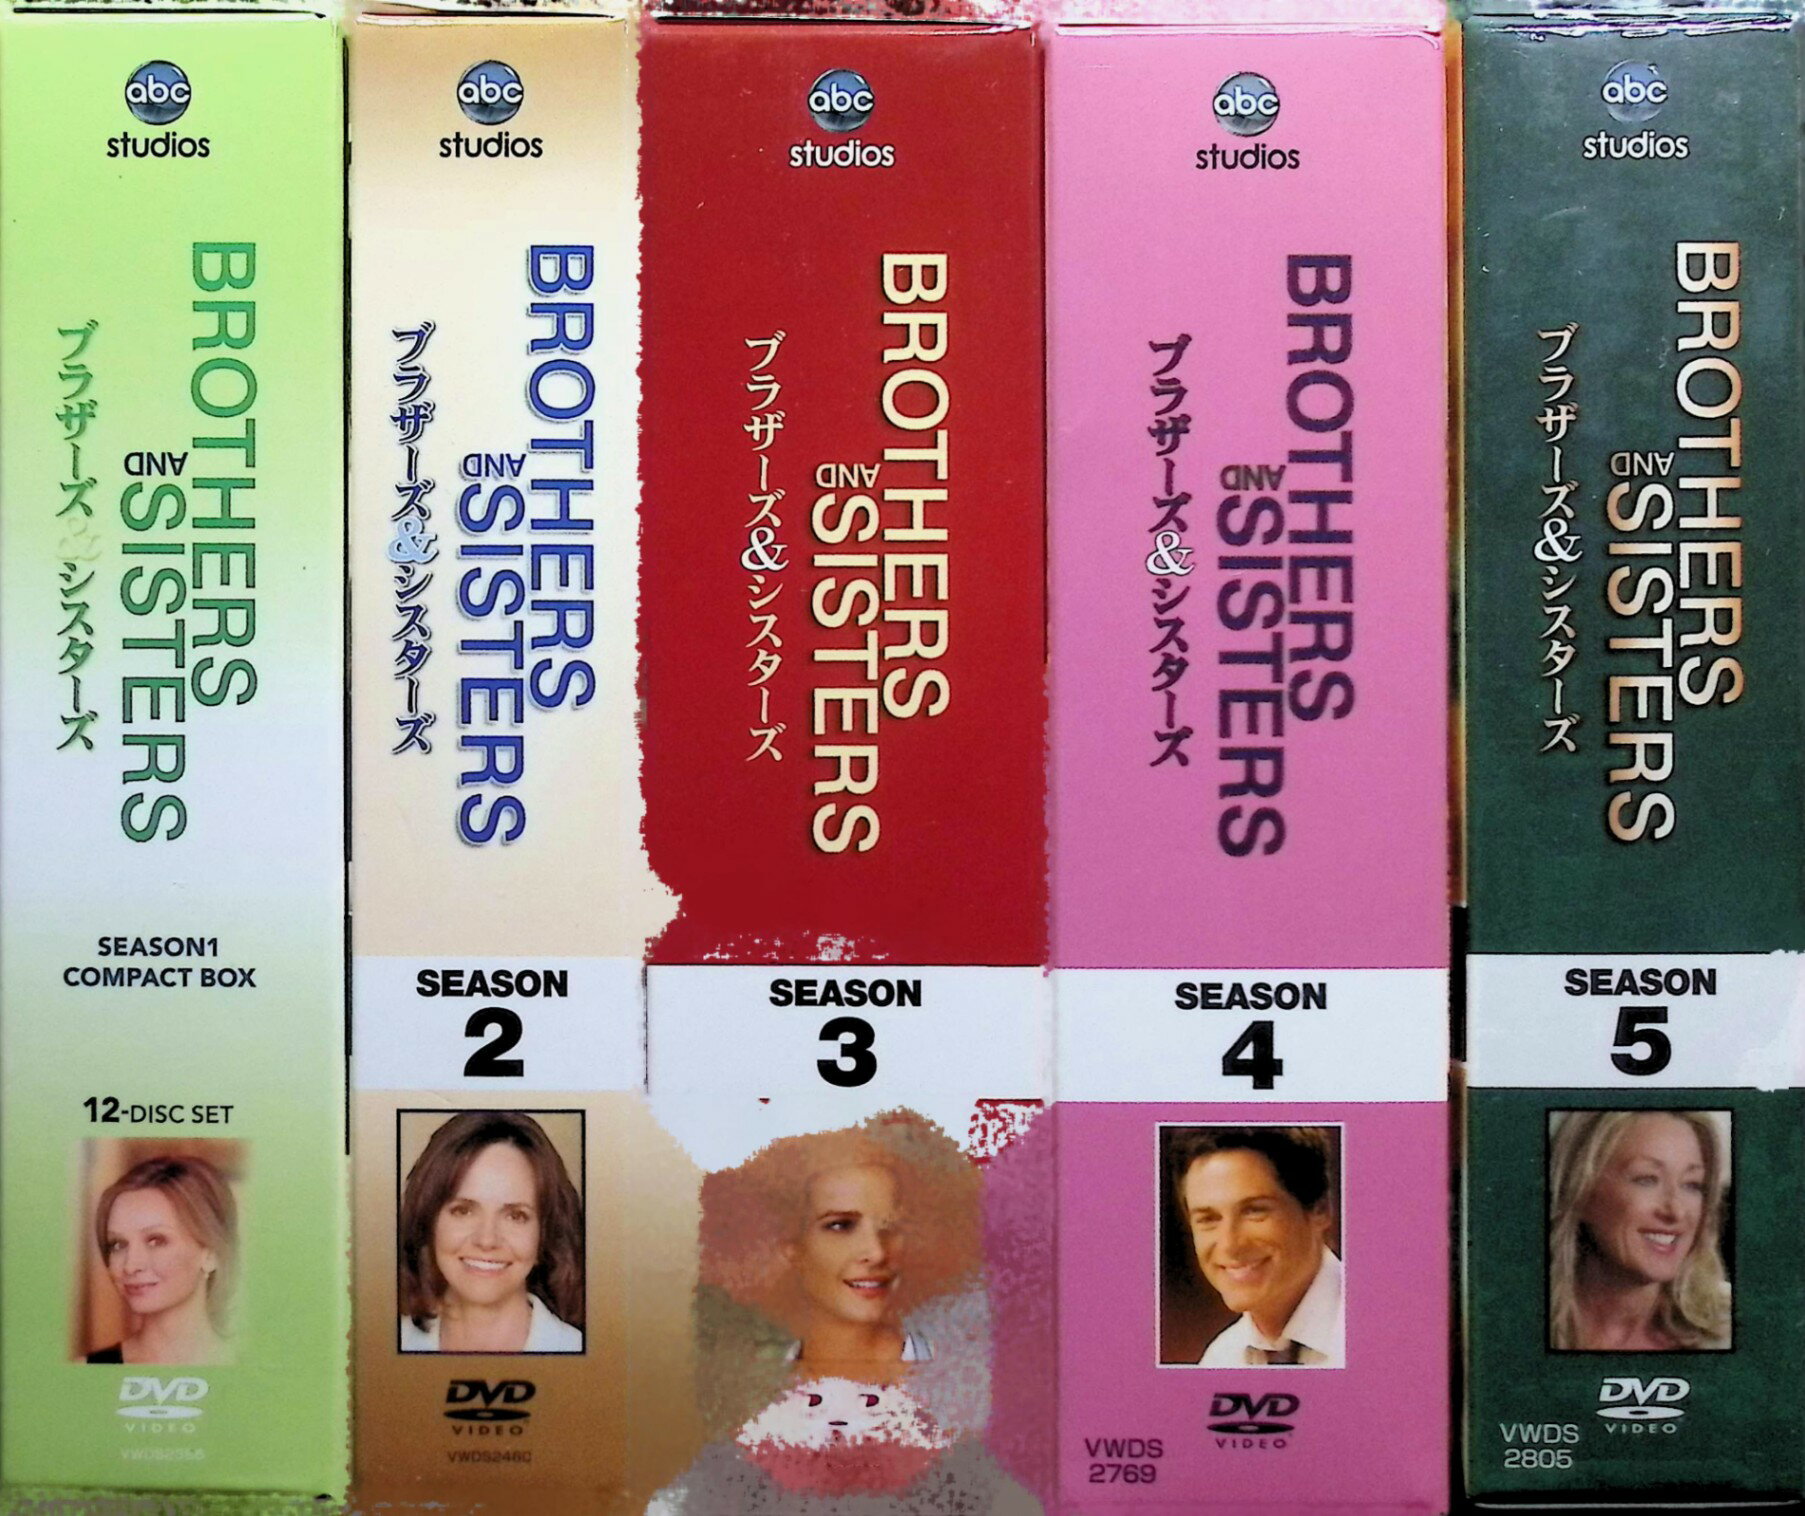 abc
studios
BROTHERS
AND
SISTERS
ブラザーズ&シスターズ
SEASON1
COMPACT BOX
12-DISC SET
DVD
VIDEO
abc
studios
BROTHERS
AND
SISTERS
ブラザーズ&シスターズ
SEASON
2
DVD
VIDEO
VWDS2460
abc
studios
BROTHERS
AND
SISTERS
ブラザーズ&シスターズ
SEASON
3
abc
studios
BROTHERS
AND
SISTERS
ブラザーズ&シスターズ
SEASON
4
DVD
VIDEO
VWDS
2769
abc
studios
BROTHERS
AND
SISTERS
ブラザーズ&シスターズ
SEASON
5
DVD
VIDEO
VWDS
2805